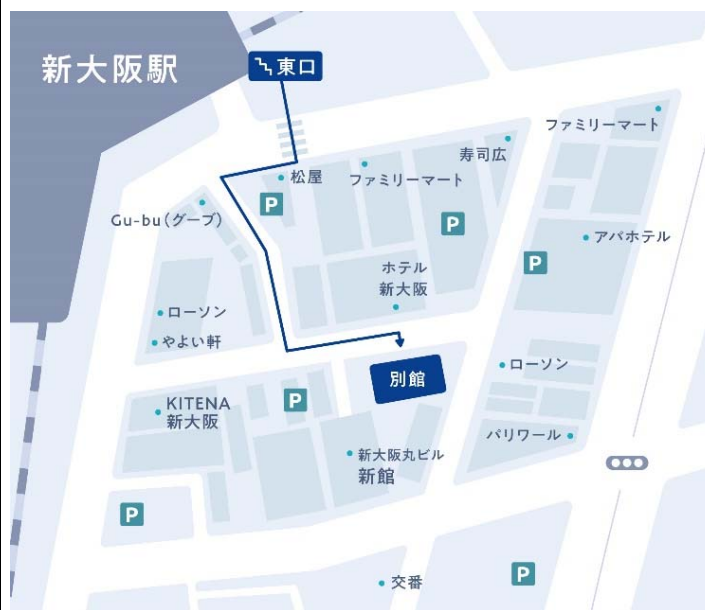 新大阪駅
東口
ファミリーマート
寿司広
松屋
ファミリーマート
P
Gu-bu(グーブ)
P
アパホテル
P
ホテル
新大阪
ローソン
やよい軒
ローソン
別館
KITENA
新大阪
P
パリワール
新大阪丸ビル
新館
P
交番
P